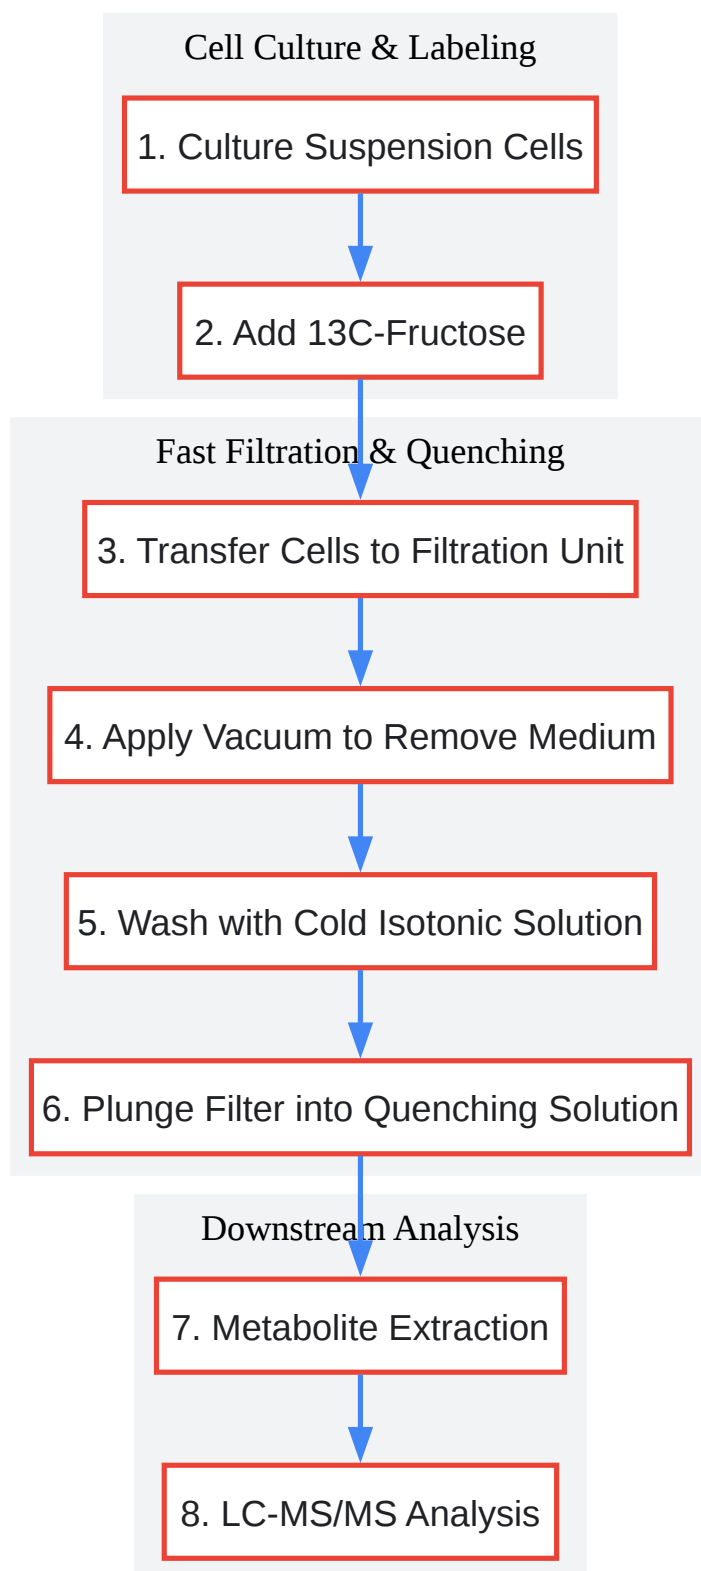 Cell Culture & Labeling
1. Culture Suspension Cells
2. Add 13C-Fructose
Fast Filtration & Quenching
3. Transfer Cells to Filtration Unit
4. Apply Vacuum to Remove Medium
5. Wash with Cold Isotonic Solution
6. Plunge Filter into Quenching Solution
Downstream Analysis
7. Metabolite Extraction
8. LC-MS/MS Analysis